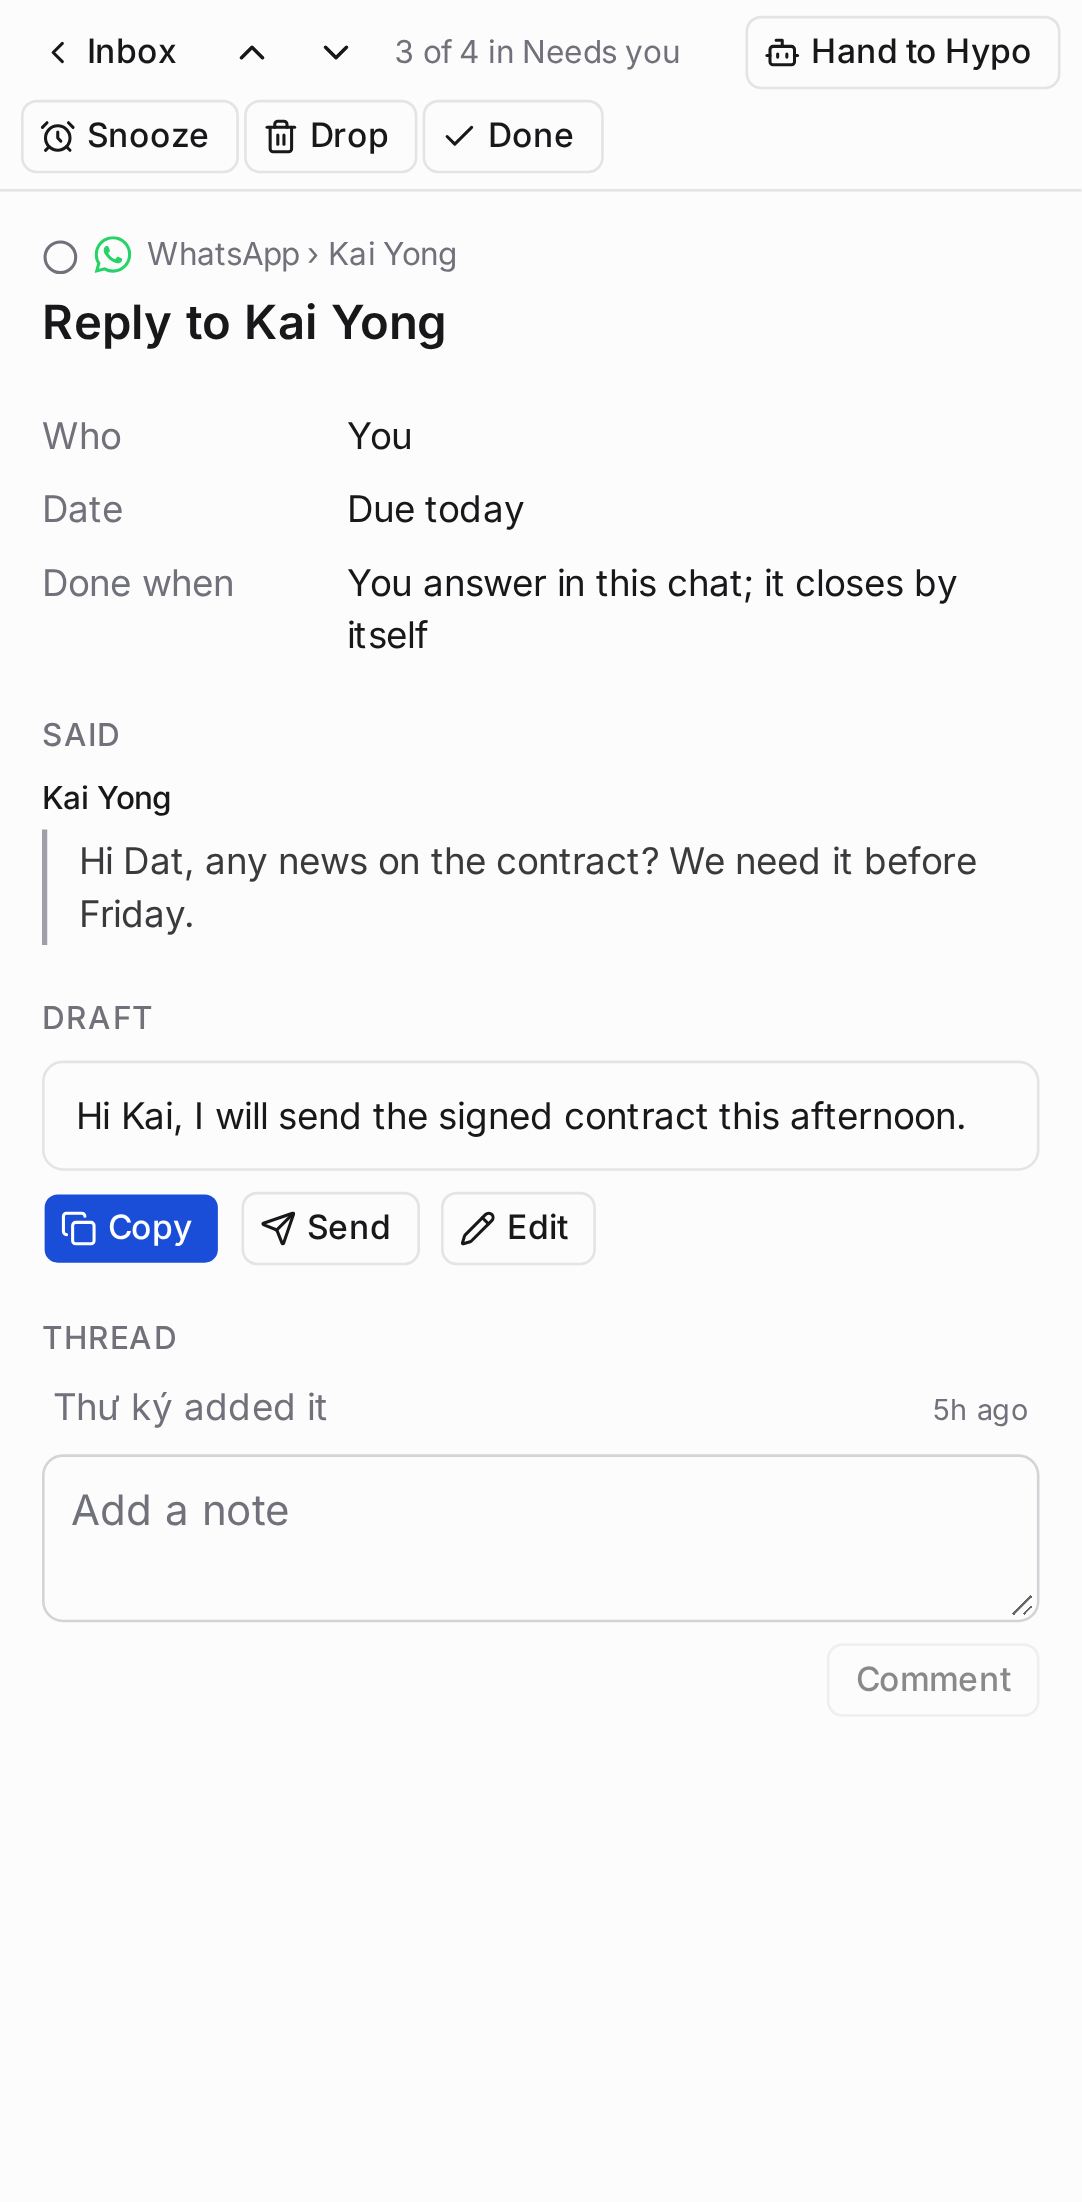 Inbox
3 of 4 in Needs you
Hand to Hypo
Snooze
Drop
Done
WhatsApp › Kai Yong
Reply to Kai Yong
Who
You
Date
Due today
Done when
You answer in this chat; it closes by
itself
SAID
Kai Yong
Hi Dat, any news on the contract? We need it before
Friday.
DRAFT
Hi Kai, I will send the signed contract this afternoon.
Copy
Send
Edit
THREAD
Thư ký added it
5h ago
Add a note
Comment